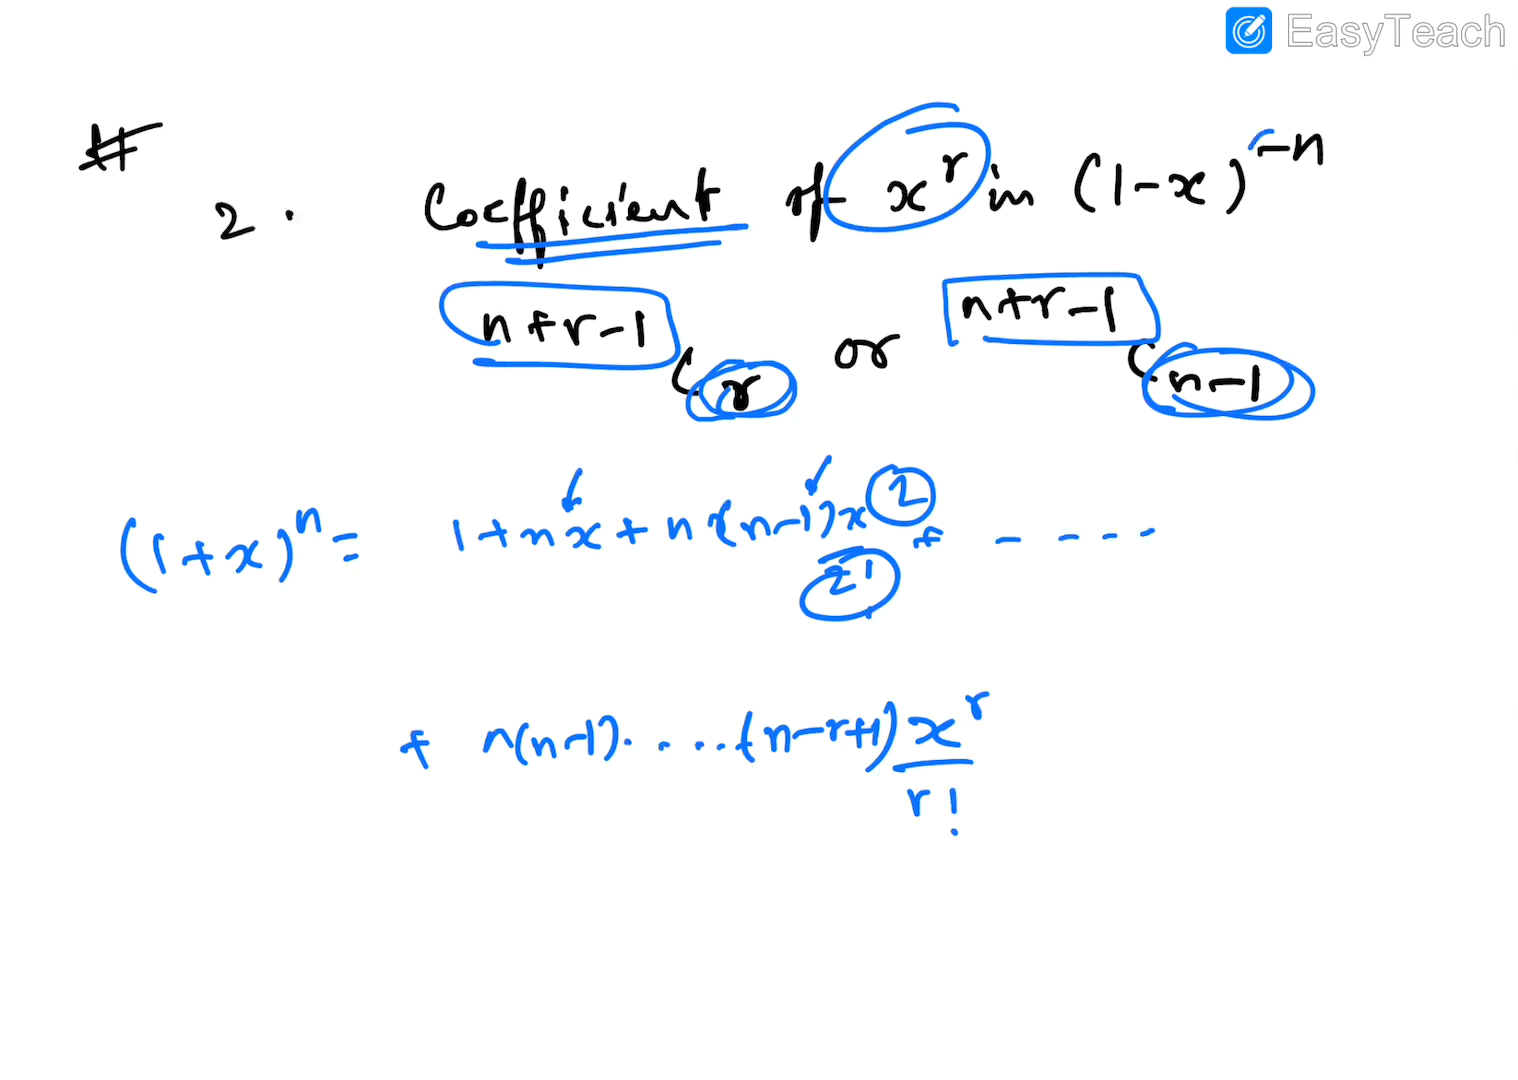 EasyTeach
#
2. Coefficient of x^r in (1-x)^-n
n+r-1 C r or n+r-1 C n-1
(1+x)^n = 1+nx+n(n-1)x^2/2! + - - - -
+ n(n-1). . . . .(n-r+1) x^r/r!